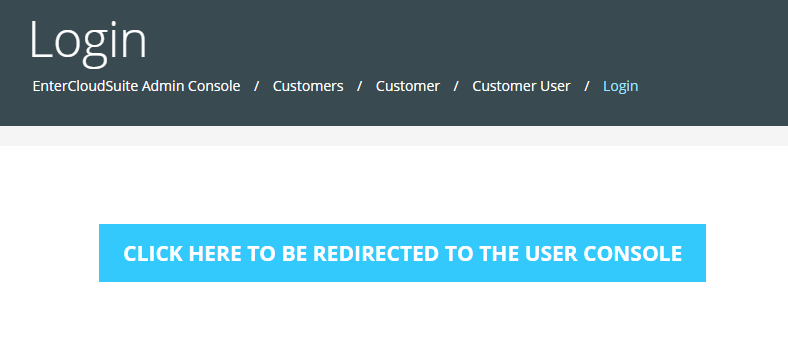 Login
EnterCloudSuite Admin Console / Customers / Customer / Customer User / Login
CLICK HERE TO BE REDIRECTED TO THE USER CONSOLE